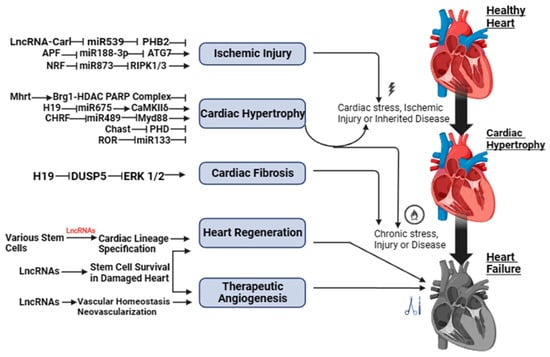 Healthy
Heart
LncRNA-Carl miR539 PHB2
APF miR188-3p ATG7
NRF miR873 RIPK1/3
Ischemic Injury
Mhrt Brg1-HDAC PARP Complex
H19 miR675 CaMKIIδ
CHRF miR489 Myd88
Chast PHD
ROR miR133
Cardiac Hypertrophy
Cardiac stress, Ischemic
Injury or Inherited Disease
Cardiac
Hypertrophy
H19 DUSP5 ERK 1/2
Cardiac Fibrosis
Chronic stress,
Injury or Disease
Various Stem
Cells
LncRNAs
Cardiac Lineage
Specification
Heart Regeneration
Heart
Failure
LncRNAs
Stem Cell Survival
in Damaged Heart
LncRNAs
Vascular Homeostasis
Neovascularization
Therapeutic
Angiogenesis